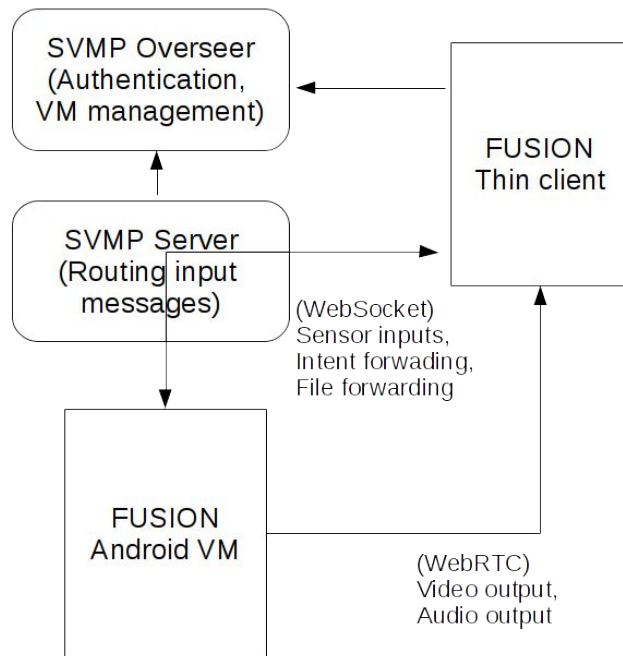 SVMP Overseer
(Authentication,
VM management)
FUSION
Thin client
SVMP Server
(Routing input
messages)
(WebSocket)
Sensor inputs,
Intent forwading,
File forwarding
FUSION
Android VM
(WebRTC)
Video output,
Audio output